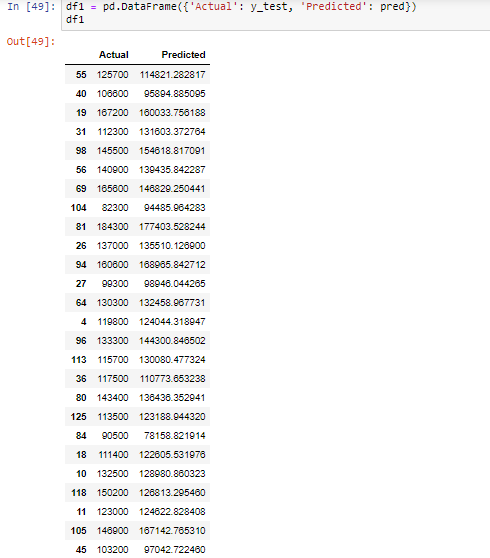 In [49]: df1 = pd.DataFrame({'Actual': y_test, 'Predicted': pred})
df1
Out[49]:
Actual Predicted
55 125700 114821.282817
40 106600 95894.885095
19 167200 160033.756188
31 112300 131603.372764
98 145500 154618.817091
56 140900 139435.842287
69 165600 146829.250441
104 82300 94485.964283
81 184300 177403.528244
26 137000 135510.126900
94 160600 168965.842712
27 99300 98946.044265
64 130300 132458.967731
4 119800 124044.318947
96 133300 144300.846502
113 115700 130080.477324
36 117500 110773.653238
80 143400 136436.352941
125 113500 123188.944320
84 90500 78158.821914
18 111400 122605.531976
10 132500 128980.860323
118 150200 126813.295460
11 123000 124622.828408
105 146900 167142.765310
45 103200 97042.722460